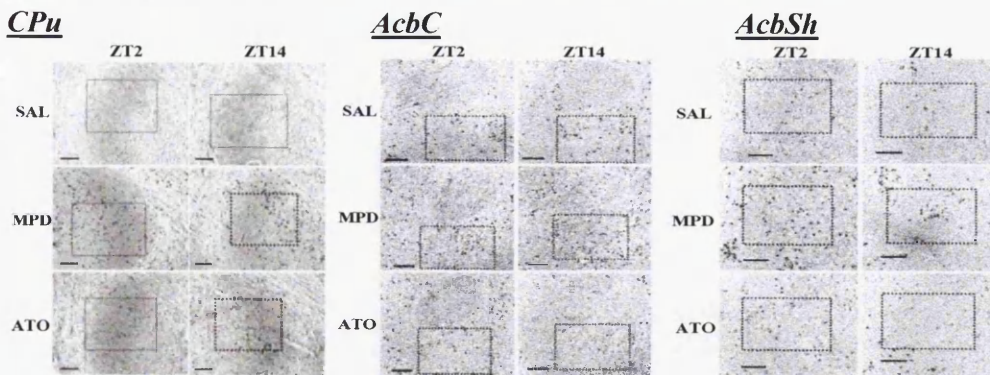 CPu AcbC AcbSh
ZT2 ZT14 ZT2 ZT14 ZT2 ZT14
SAL SAL SAL
MPD MPD MPD
ATO ATO ATO